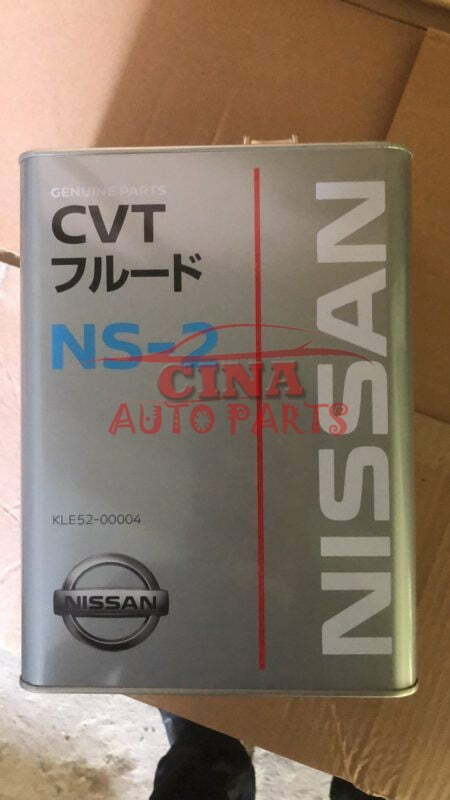 GENUINE PARTS
CVT
フルード
NS-2
CINA
AUTO PARTS
KLE52-00004
NISSAN
NISSAN